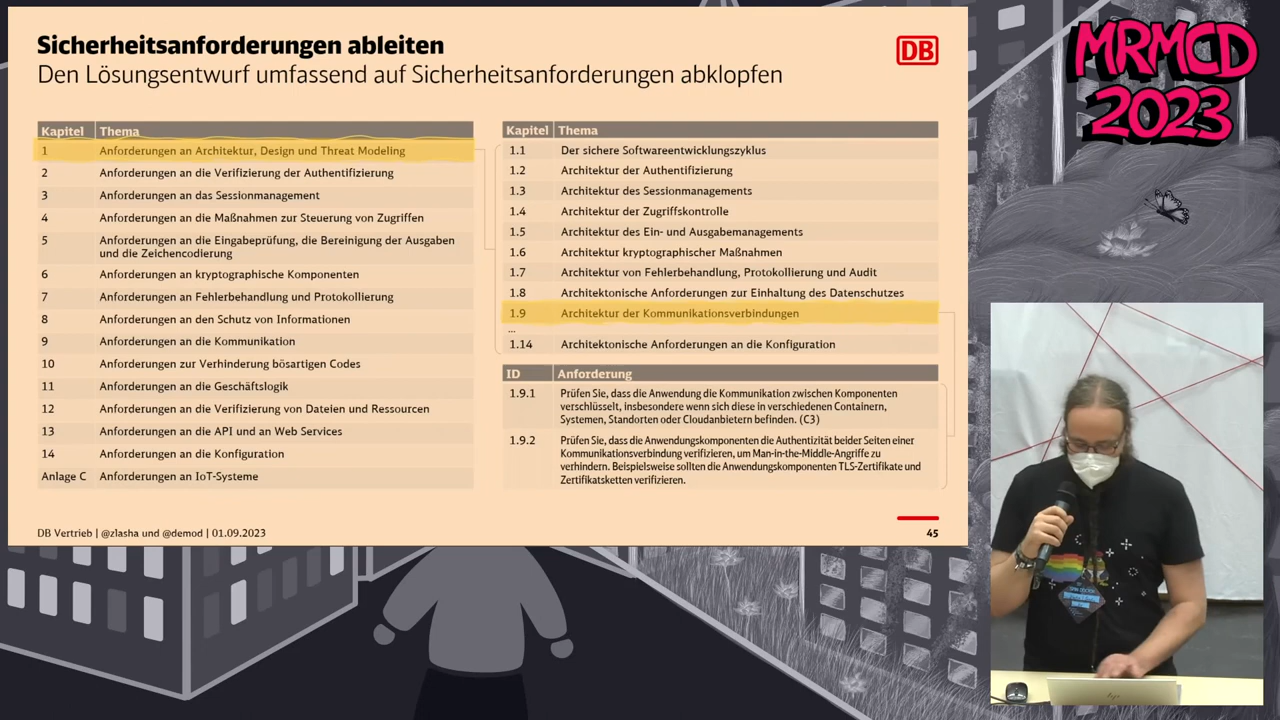 Sicherheitsanforderungen ableiten
Den Lösungsentwurf umfassend auf Sicherheitsanforderungen abklopfen
DB
MRMCD
2023
Kapitel Thema
1 Anforderungen an Architektur, Design und Threat Modeling
2 Anforderungen an die Verifizierung der Authentifizierung
3 Anforderungen an das Sessionmanagement
4 Anforderungen an die Maßnahmen zur Steuerung von Zugriffen
5 Anforderungen an die Eingabeprüfung, die Bereinigung der Ausgaben
und die Zeichencodierung
6 Anforderungen an kryptographische Komponenten
7 Anforderungen an Fehlerbehandlung und Protokollierung
8 Anforderungen an den Schutz von Informationen
9 Anforderungen an die Kommunikation
10 Anforderungen zur Verhinderung bösartigen Codes
11 Anforderungen an die Geschäftslogik
12 Anforderungen an die Verifizierung von Dateien und Ressourcen
13 Anforderungen an die API und an Web Services
14 Anforderungen an die Konfiguration
Anlage C Anforderungen an IoT-Systeme
Kapitel Thema
1.1 Der sichere Softwareentwicklungszyklus
1.2 Architektur der Authentifizierung
1.3 Architektur des Sessionmanagements
1.4 Architektur der Zugriffskontrolle
1.5 Architektur des Ein- und Ausgabemanagements
1.6 Architektur kryptographischer Maßnahmen
1.7 Architektur von Fehlerbehandlung, Protokollierung und Audit
1.8 Architektonische Anforderungen zur Einhaltung des Datenschutzes
1.9 Architektur der Kommunikationsverbindungen
...
1.14 Architektonische Anforderungen an die Konfiguration
ID Anforderung
1.9.1 Prüfen Sie, dass die Anwendung die Kommunikation zwischen Komponenten
verschlüsselt, insbesondere wenn sich diese in verschiedenen Containern,
Systemen, Standorten oder Cloudanbietern befinden. (C3)
1.9.2 Prüfen Sie, dass die Anwendungskomponenten die Authentizität beider Seiten einer
Kommunikationsverbindung verifizieren, um Man-in-the-Middle-Angriffe zu
verhindern. Beispielsweise sollten die Anwendungskomponenten TLS-Zertifikate und
Zertifikatsketten verifizieren.
DB Vertrieb | @zlasha und @demod | 01.09.2023
45